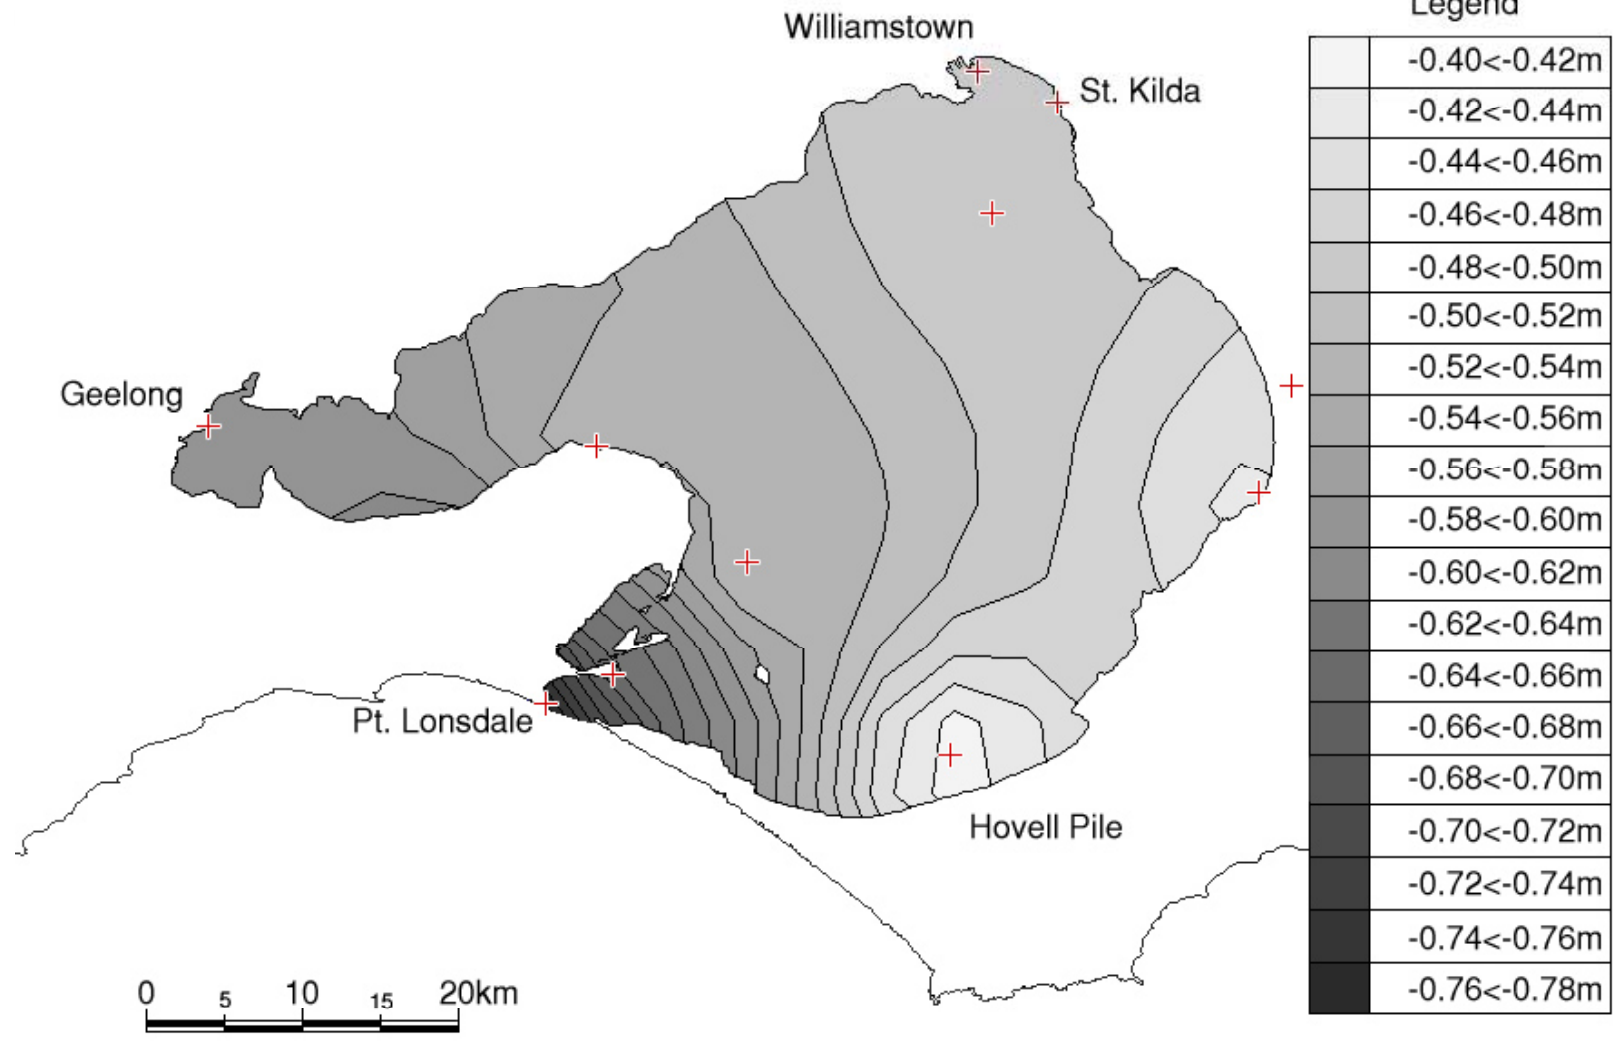 Williamstown
Legend
-0.40<-0.42m
St. Kilda
-0.42<-0.44m
-0.44<-0.46m
-0.46<-0.48m
-0.48<-0.50m
-0.50<-0.52m
-0.52<-0.54m
Geelong
-0.54<-0.56m
-0.56<-0.58m
-0.58<-0.60m
-0.60<-0.62m
-0.62<-0.64m
-0.64<-0.66m
Pt. Lonsdale
-0.66<-0.68m
-0.68<-0.70m
Hovell Pile
-0.70<-0.72m
-0.72<-0.74m
-0.74<-0.76m
0 5 10 15 20km
-0.76<-0.78m